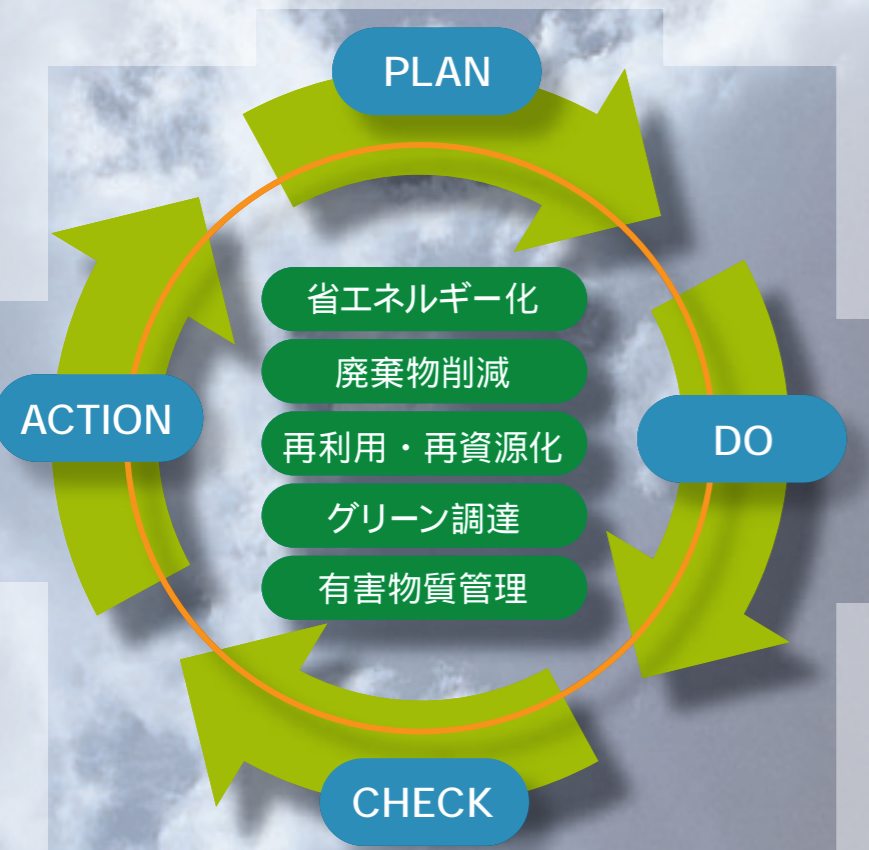 PLAN
省エネルギー化
廃棄物削減
ACTION
再利用・再資源化
DO
グリーン調達
有害物質管理
CHECK